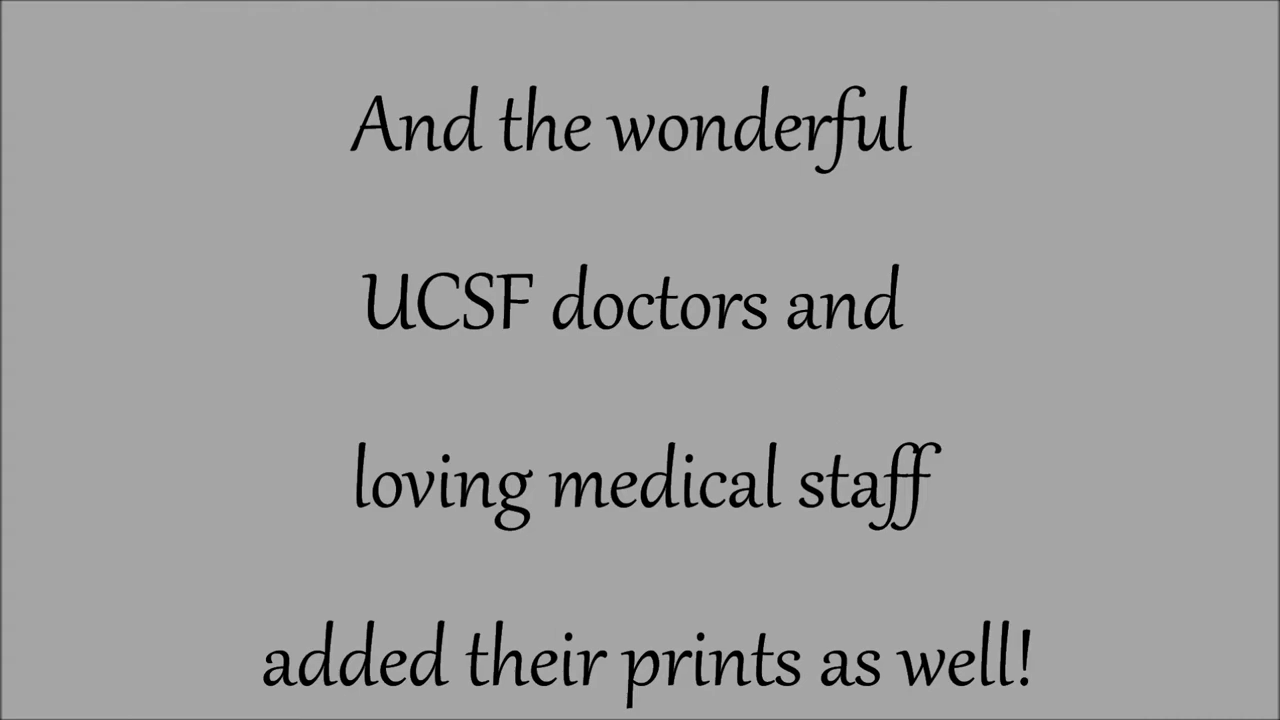 And the wonderful
UCSF doctors and
loving medical staff
added their prints as well!